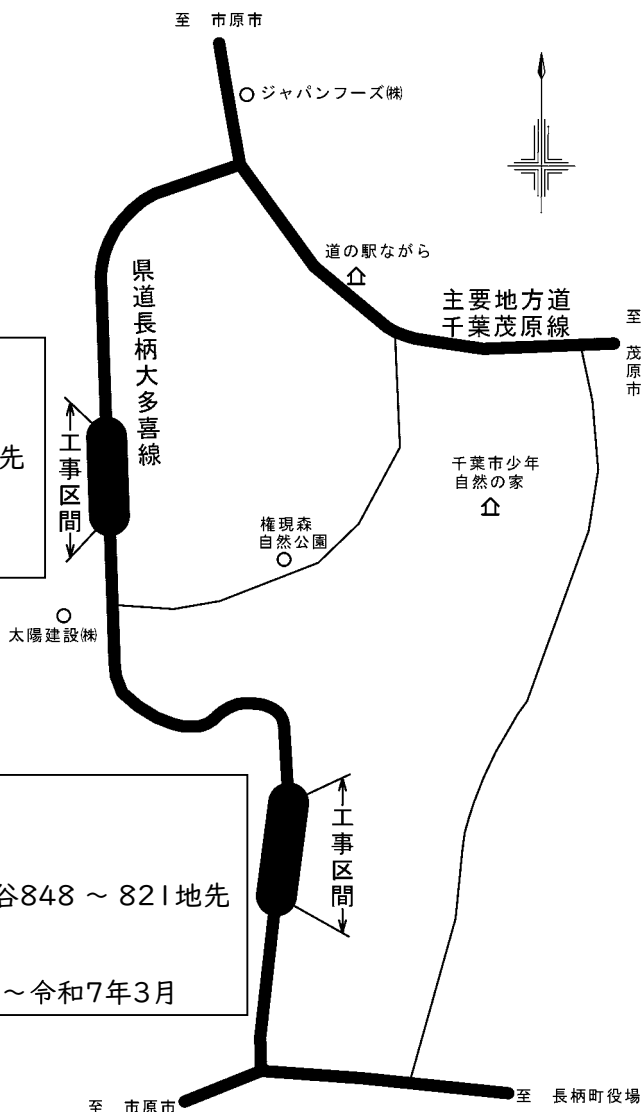 至　市原市
ジャパンフーズ㈱
道の駅ながら
県道長柄大多喜線
主要地方道
千葉茂原線
至　茂原市
先
工事区間
千葉市少年
自然の家
権現森
自然公園
太陽建設㈱
工事区間
谷848 ～ 821地先
～令和7年3月
至　市原市
至　長柄町役場